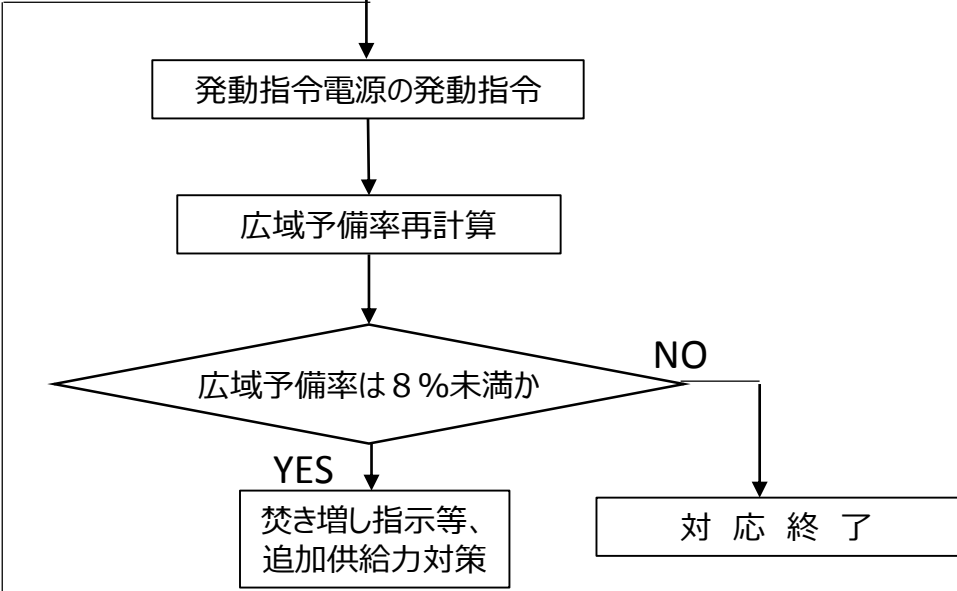 発動指令電源の発動指令
広域予備率再計算
広域予備率は８％未満か
NO
YES
焚き増し指示等、
追加供給力対策
対 応 終 了